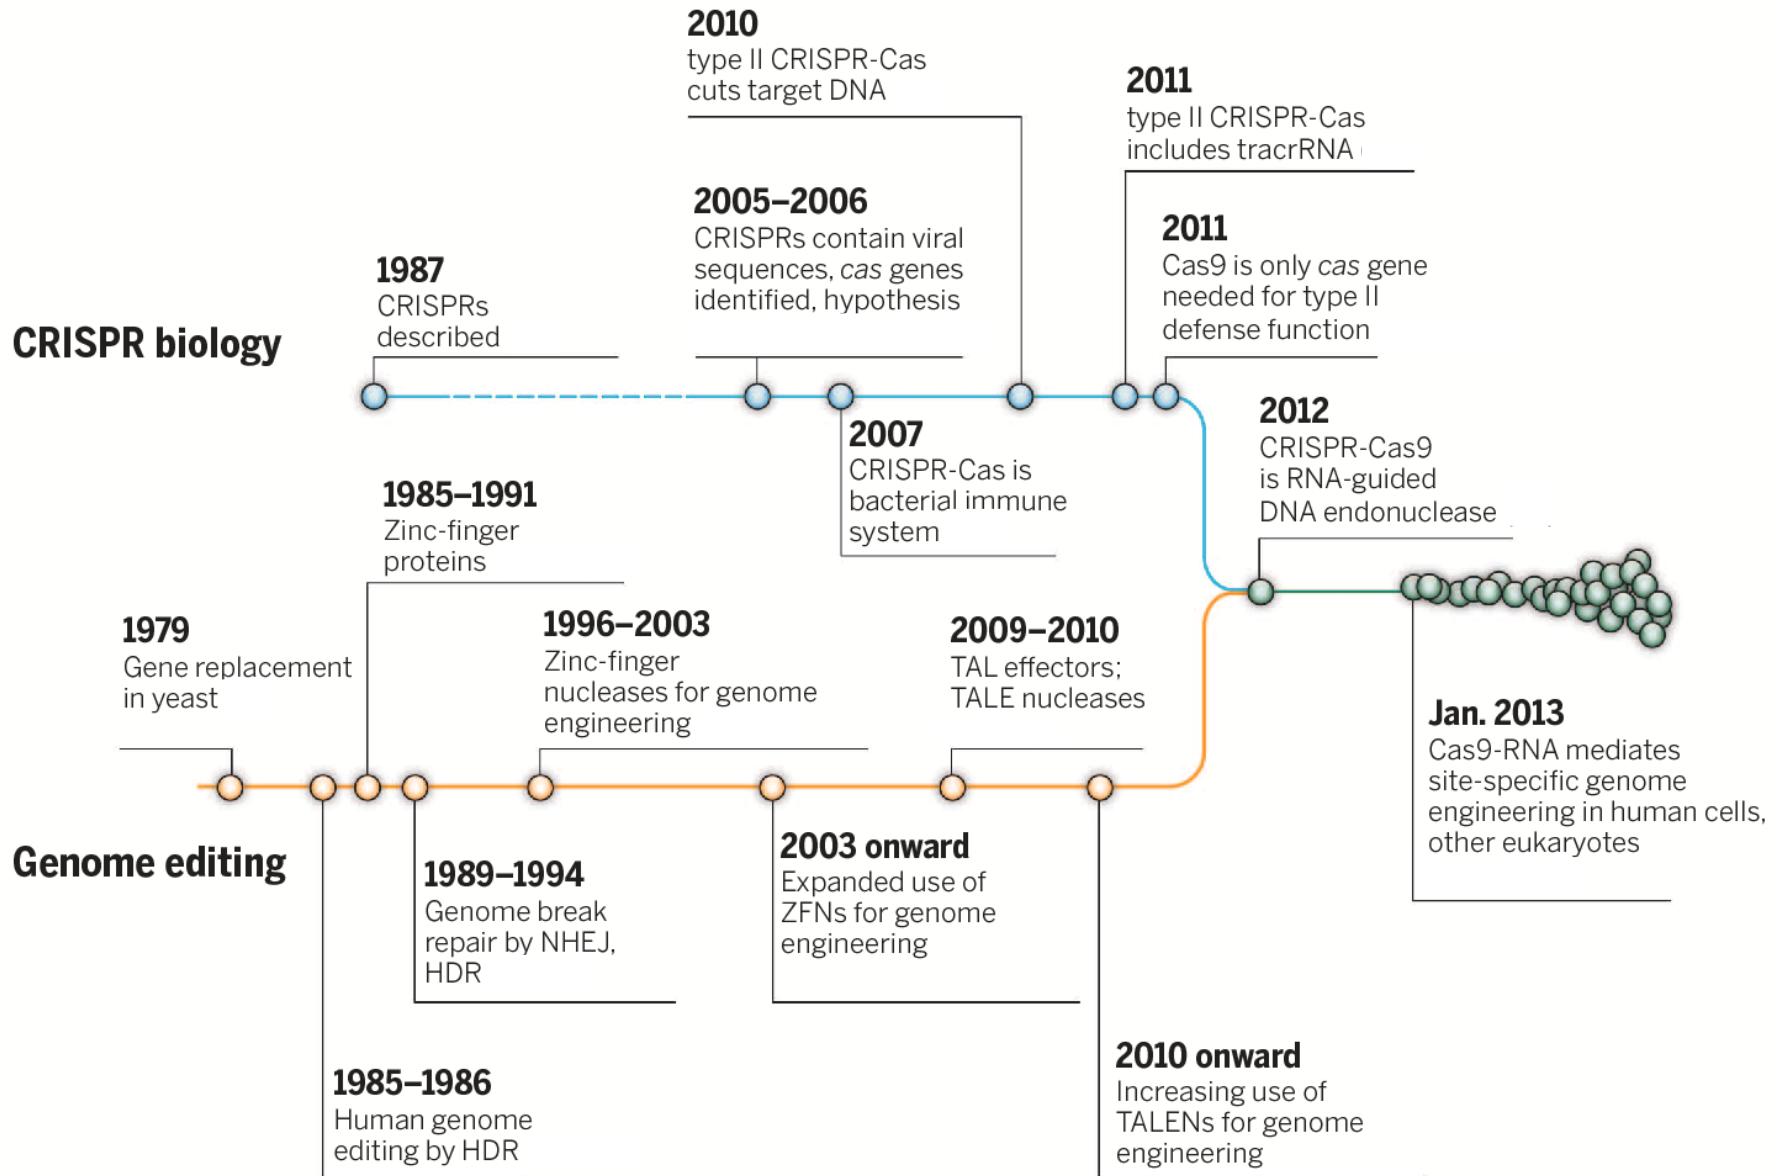 2010
type II CRISPR-Cas
cuts target DNA
2011
type II CRISPR-Cas
includes tracrRNA
2005–2006
CRISPRs contain viral
sequences, cas genes
identified, hypothesis
2011
Cas9 is only cas gene
needed for type II
defense function
1987
CRISPRs
described
CRISPR biology
2007
CRISPR-Cas is
bacterial immune
system
2012
CRISPR-Cas9
is RNA-guided
DNA endonuclease
1985–1991
Zinc-finger
proteins
1979
Gene replacement
in yeast
1996–2003
Zinc-finger
nucleases for genome
engineering
2009–2010
TAL effectors;
TALE nucleases
Jan. 2013
Cas9-RNA mediates
site-specific genome
engineering in human cells,
other eukaryotes
Genome editing
1989–1994
Genome break
repair by NHEJ,
HDR
2003 onward
Expanded use of
ZFNs for genome
engineering
1985–1986
Human genome
editing by HDR
2010 onward
Increasing use of
TALENs for genome
engineering